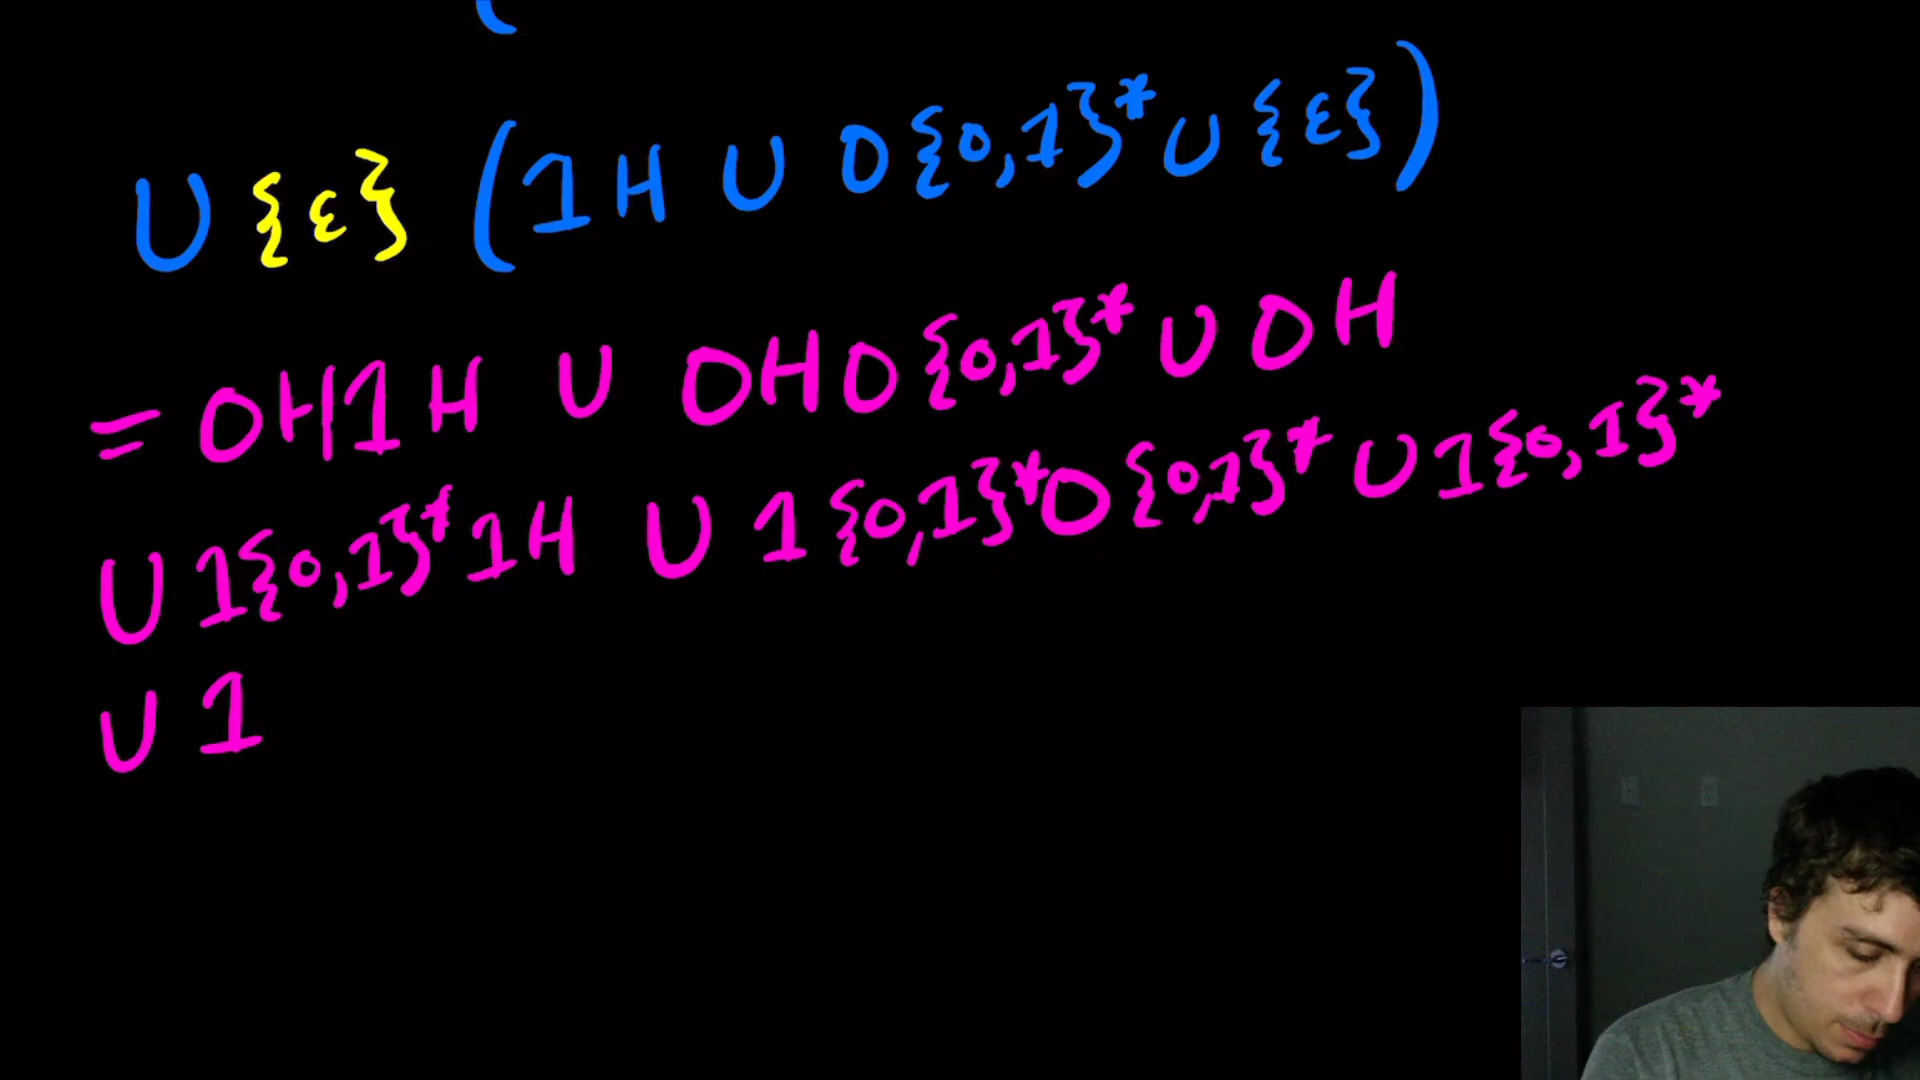 ∪ {ε} (1H ∪ 0{0,1}* ∪ {ε})
= 0H1H ∪ 0H0{0,1}* ∪ 0H
∪ 1{0,1}*1H ∪ 1{0,1}*0{0,1}* ∪ 1{0,1}*
∪ 1